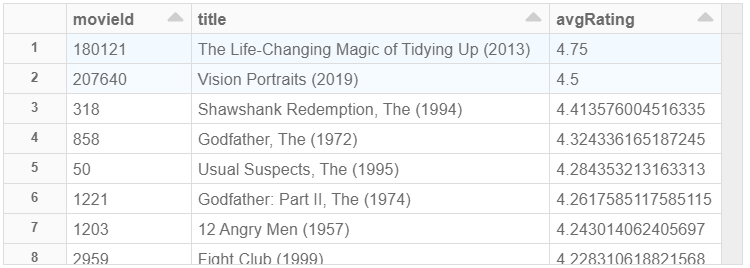 movieId title avgRating
1 180121 The Life-Changing Magic of Tidying Up (2013) 4.75
2 207640 Vision Portraits (2019) 4.5
3 318 Shawshank Redemption, The (1994) 4.413576004516335
4 858 Godfather, The (1972) 4.324336165187245
5 50 Usual Suspects, The (1995) 4.284353213163313
6 1221 Godfather: Part II, The (1974) 4.2617585117585115
7 1203 12 Angry Men (1957) 4.243014062405697
8 2959 Fight Club (1999) 4.228310618821568